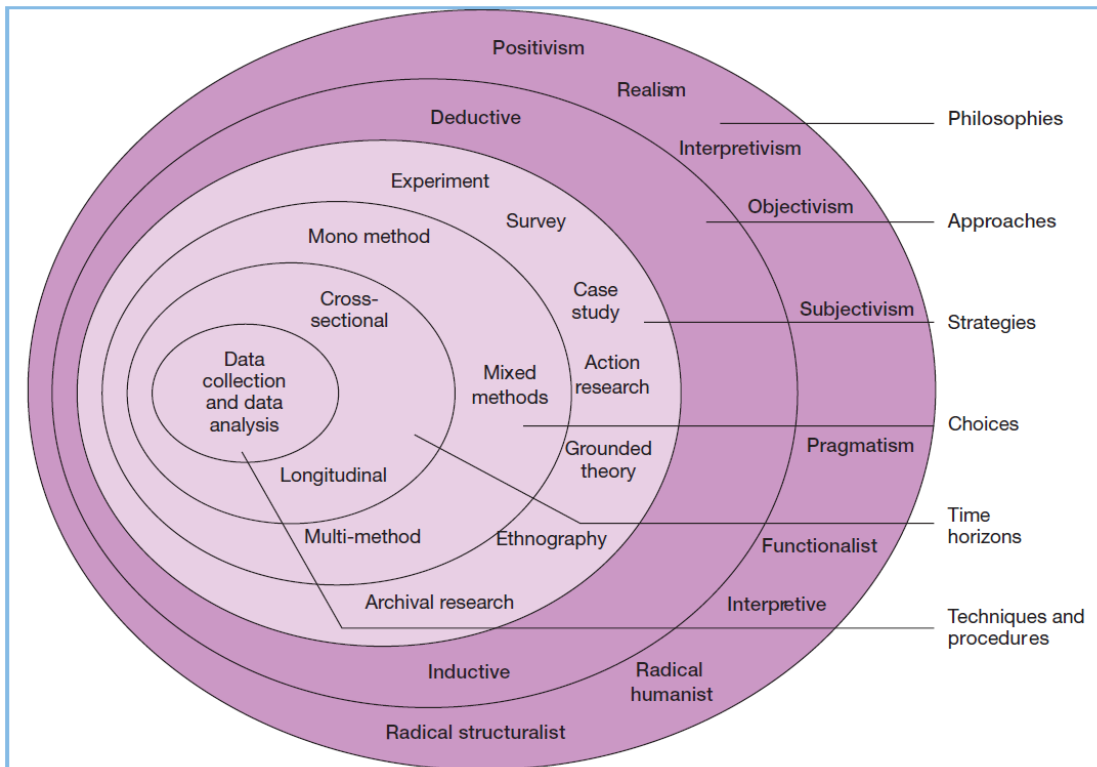 Positivism
Realism
Philosophies
Deductive
Interpretivism
Experiment
Objectivism
Survey
Approaches
Mono method
Case
study
Cross-
sectional
Subjectivism
Strategies
Data
collection
and data
analysis
Mixed
methods
Action
research
Choices
Pragmatism
Grounded
theory
Longitudinal
Time
horizons
Multi-method
Ethnography
Functionalist
Archival research
Interpretive
Techniques and
procedures
Inductive
Radical
humanist
Radical structuralist